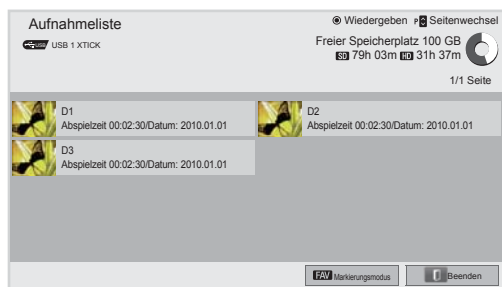 Aufnahmeliste
Wiedergeben P Seitenwechsel
USB USB 1 XTICK
Freier Speicherplatz 100 GB
SD 79h 03m HD 31h 37m
1/1 Seite
D1
Abspielzeit 00:02:30/Datum: 2010.01.01
D2
Abspielzeit 00:02:30/Datum: 2010.01.01
D3
Abspielzeit 00:02:30/Datum: 2010.01.01
FAV Markierungsmodus
Beenden